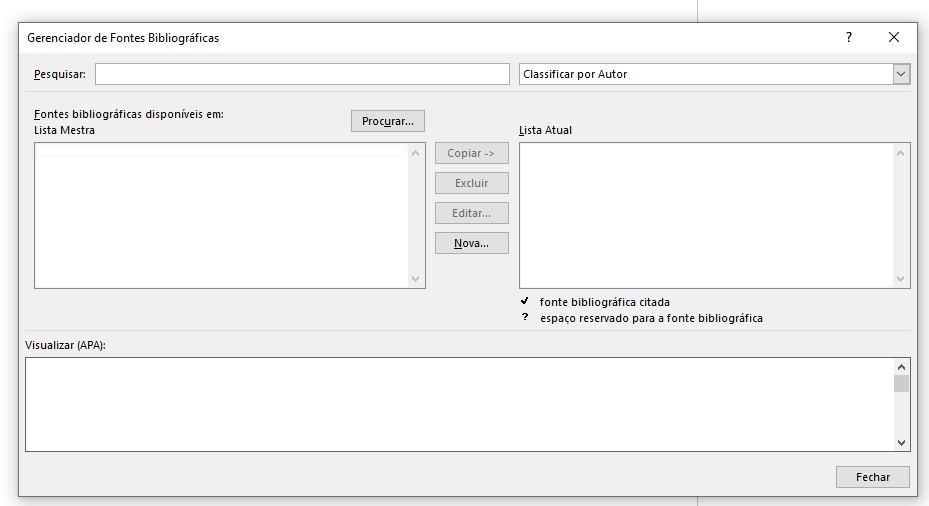 Gerenciador de Fontes Bibliográficas
?
Pesquisar:
Classificar por Autor
Fontes bibliográficas disponíveis em:
Lista Mestra
Procurar...
Lista Atual
Copiar ->
Excluir
Editar...
Nova...
fonte bibliográfica citada
? espaço reservado para a fonte bibliográfica
Visualizar (APA):
Fechar